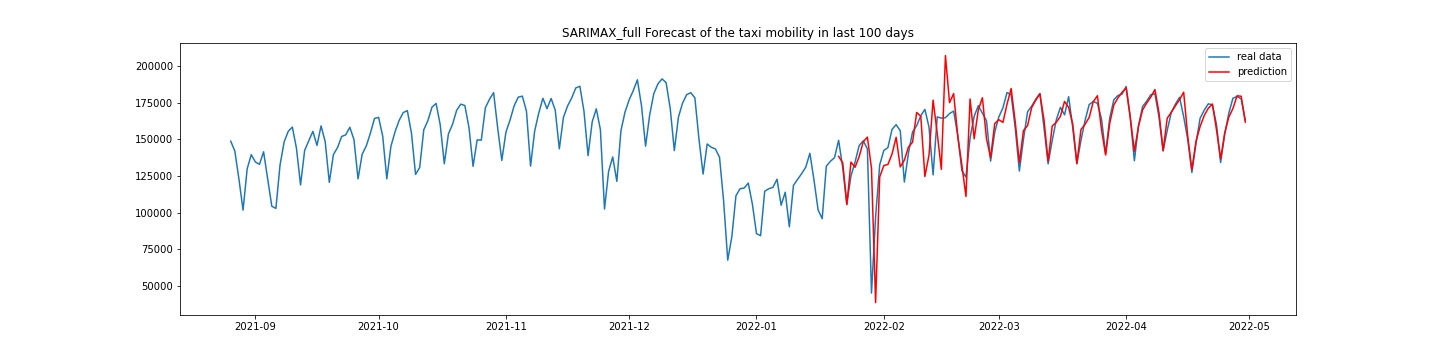 SARIMAX_full Forecast of the taxi mobility in last 100 days
real data
prediction
200000
175000
150000
125000
100000
75000
50000
2021-09 2021-10 2021-11 2021-12 2022-01 2022-02 2022-03 2022-04 2022-05